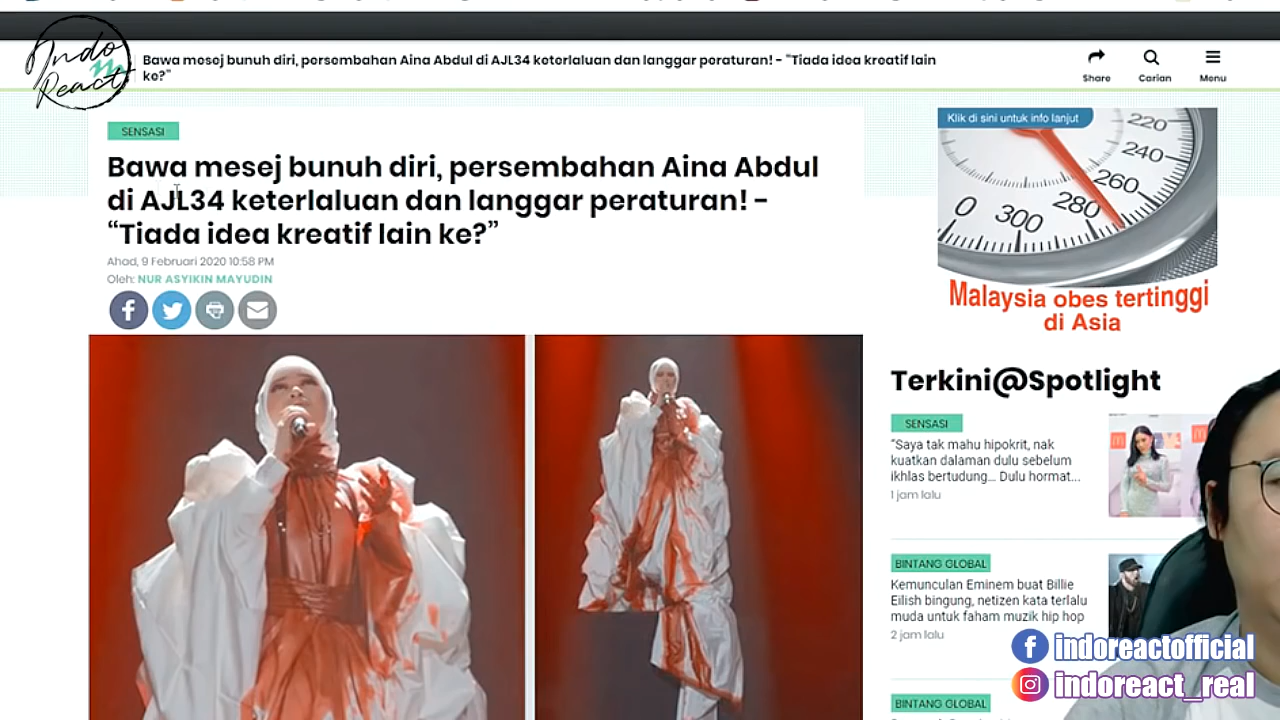 Indo
React
Bawa mesej bunuh diri, persembahan Aina Abdul di AJL34 keterlaluan dan langgar peraturan! - "Tiada idea kreatif lain
ke?"
Share
Carian
Menu
SENSASI
Bawa mesej bunuh diri, persembahan Aina Abdul
di AJL34 keterlaluan dan langgar peraturan! -
“Tiada idea kreatif lain ke?”
Ahad, 9 Februari 2020 10:58 PM
Oleh: NUR ASYIKIN MAYUDIN
Klik di sini untuk info lanjut
220
240
260
280
300
0
Malaysia obes tertinggi
di Asia
Terkini@Spotlight
SENSASI
“Saya tak mahu hipokrit, nak
kuatkan dalaman dulu sebelum
ikhlas bertudung... Dulu hormat...
1 jam lalu
BINTANG GLOBAL
Kemunculan Eminem buat Billie
Eilish bingung, netizen kata terlalu
muda untuk faham muzik hip hop
2 jam lalu
indoreactofficial
indoreact_real
BINTANG GLOBAL